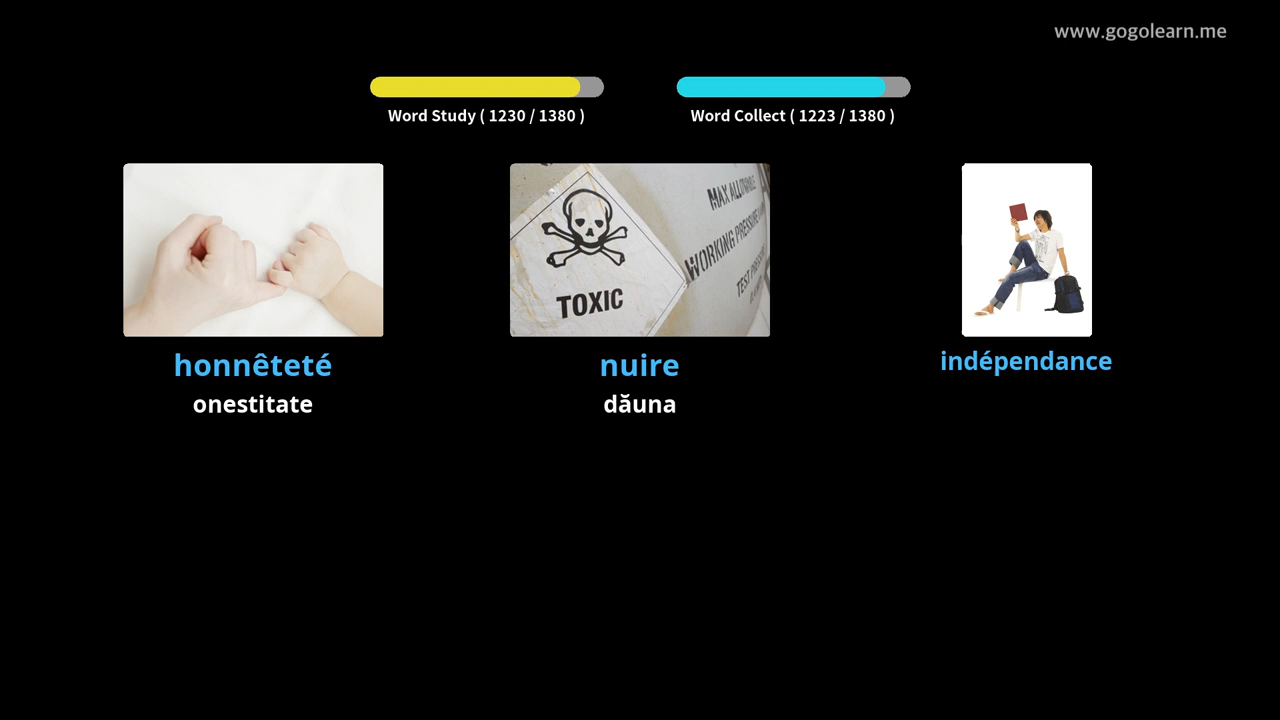 www.gogolearn.me
Word Study ( 1230 / 1380 )
Word Collect ( 1223 / 1380 )
MAX ALLOWABLE
WORKING PRESSURE
TEST
TOXIC
honnêteté
nuire
indépendance
onestitate
dăuna